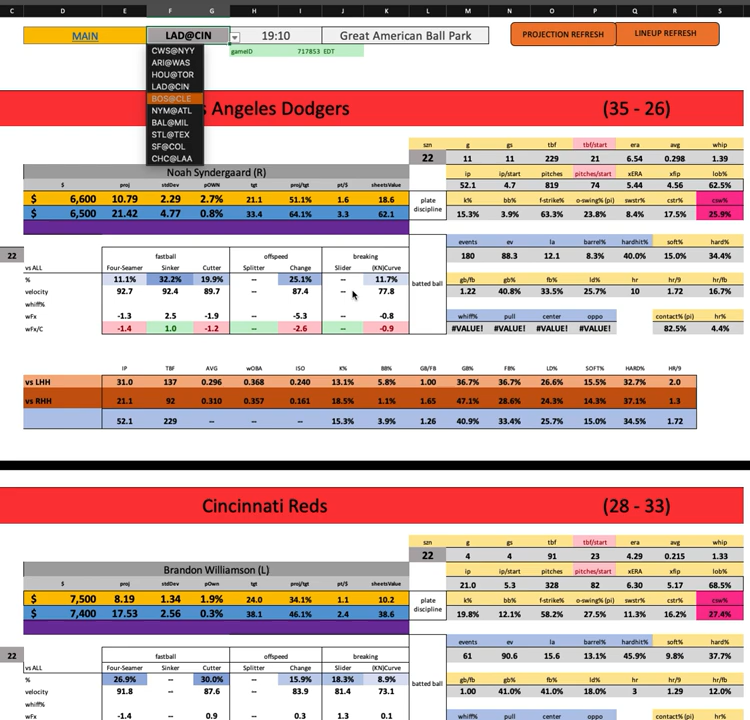 C D E F G H I J K L M N O P Q R S
MAIN LAD@CIN 19:10 Great American Ball Park PROJECTION REFRESH LINEUP REFRESH
CWS@NYY gameID 717853 EDT
ARI@WAS
HOU@TOR
LAD@CIN
BOS@CLE
NYM@ATL
BAL@MIL
STL@TEX
SF@COL
CHC@LAA
s Angeles Dodgers (35 - 26)
szn g gs tbf tbf/start era avg whip
22 11 11 229 21 6.54 0.298 1.39
Noah Syndergaard (R) ip ip/start pitches pitches/start xERA xfip lob%
$ proj stdDev pOWN tgt proj/tgt pt/$ sheetsValue 52.1 4.7 819 74 5.44 4.56 62.5%
$ 6,600 10.79 2.29 2.7% 21.1 51.1% 1.6 18.6 plate discipline k% bb% f-strike% o-swing% (pi) swstr% cstr% csw%
$ 6,500 21.42 4.77 0.8% 33.4 64.1% 3.3 62.1 15.3% 3.9% 63.3% 23.8% 8.4% 17.5% 25.9%
22 events ev la barrel% hardhit% soft% hard%
fastball offspeed breaking batted ball 180 88.3 12.1 8.3% 40.0% 15.0% 34.4%
vs ALL Four-Seamer Sinker Cutter Splitter Change Slider (KN)Curve
% 11.1% 32.2% 19.9% -- 25.1% -- 11.7% gb/fb gb% fb% ld% hr hr/9 hr/fb
velocity 92.7 92.4 89.7 -- 87.4 -- 77.8 1.22 40.8% 33.5% 25.7% 10 1.72 16.7%
whiff%
wFx -1.3 2.5 -1.9 -- -5.3 -- -0.8 whiff% pull center oppo contact% (pi) hr%
wFx/C -1.4 1.0 -1.2 -- -2.6 -- -0.9 #VALUE! #VALUE! #VALUE! #VALUE! 82.5% 4.4%
IP TBF AVG wOBA ISO K% BB% GB/FB GB% FB% LD% SOFT% HARD% HR/9
vs LHH 31.0 137 0.296 0.368 0.240 13.1% 5.8% 1.00 36.7% 36.7% 26.6% 15.5% 32.7% 2.0
vs RHH 21.1 92 0.310 0.357 0.161 18.5% 1.1% 1.65 47.1% 28.6% 24.3% 14.3% 37.1% 1.3
52.1 229 -- -- 15.3% 3.9% 1.26 40.9% 33.4% 25.7% 15.0% 34.5% 1.72
Cincinnati Reds (28 - 33)
szn g gs tbf tbf/start era avg whip
22 4 4 91 23 4.29 0.215 1.33
Brandon Williamson (L) ip ip/start pitches pitches/start xERA xfip lob%
$ proj stdDev pOwn tgt proj/tgt pt/$ sheetsValue 21.0 5.3 328 82 6.30 5.17 68.5%
$ 7,500 8.19 1.34 1.9% 24.0 34.1% 1.1 10.2 plate discipline k% bb% f-strike% o-swing% (pi) swstr% cstr% csw%
$ 7,400 17.53 2.56 0.3% 38.1 46.1% 2.4 38.6 19.8% 12.1% 58.2% 27.5% 11.3% 16.2% 27.4%
22 events ev la barrel% hardhit% soft% hard%
fastball offspeed breaking batted ball 61 90.6 15.6 13.1% 45.9% 9.8% 37.7%
vs ALL Four-Seamer Sinker Cutter Splitter Change Slider (KN)Curve
% 26.9% -- 30.0% -- 15.9% 18.3% 8.9% gb/fb gb% fb% ld% hr hr/9 hr/fb
velocity 91.8 -- 87.6 -- 83.9 81.4 73.1 1.00 41.0% 41.0% 18.0% 3 1.29 12.0%
whiff%
wFx -1.4 -- 0.9 -- 0.3 1.3 0.1 whiff% pull center oppo contact% (pi) hr%